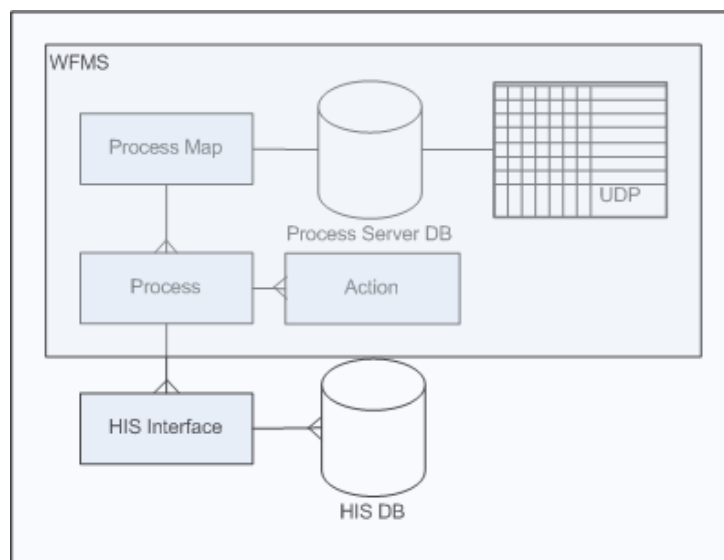 WFMS
Process Map
UDP
Process Server DB
Process
Action
HIS Interface
HIS DB